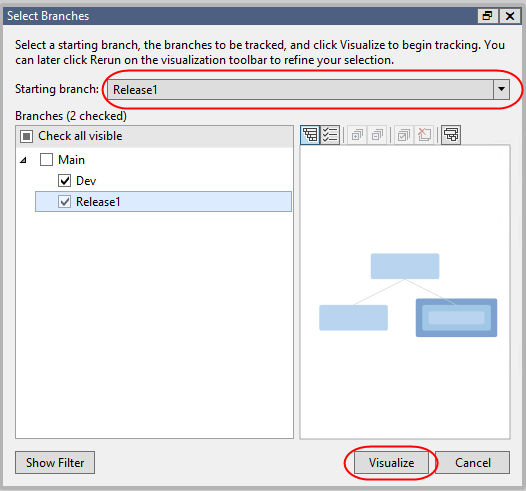 Select Branches
Select a starting branch, the branches to be tracked, and click Visualize to begin tracking. You
can later click Rerun on the visualization toolbar to refine your selection.
Starting branch: Release1
Branches (2 checked)
Check all visible
Main
Dev
Release1
Show Filter
Visualize
Cancel